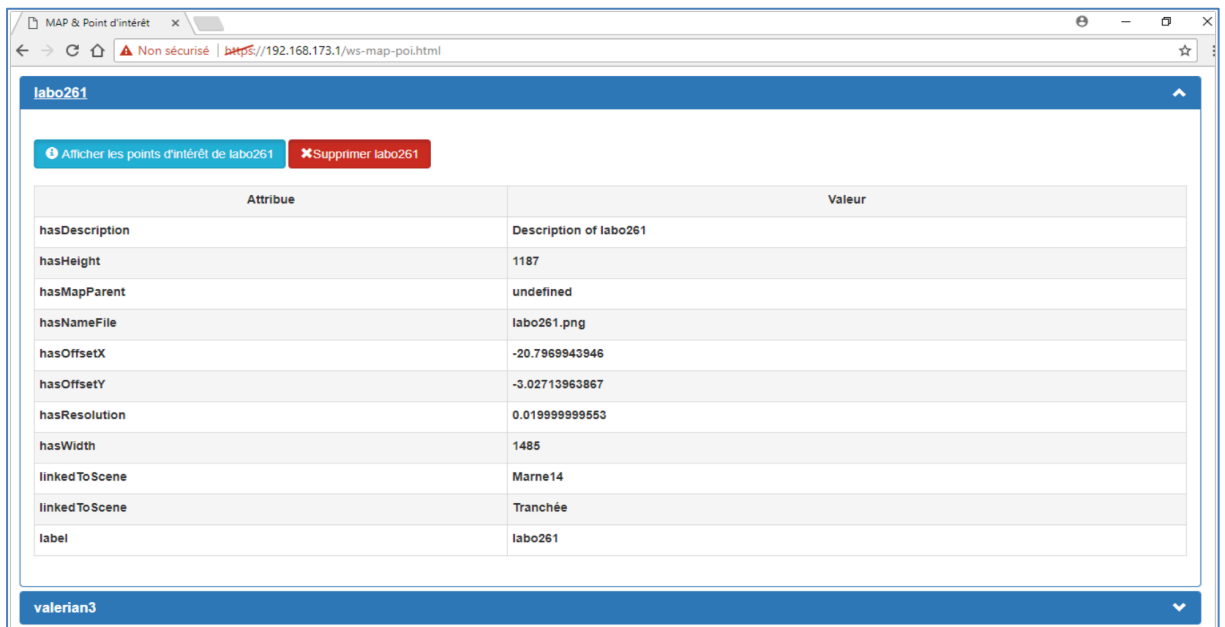 MAP & Point d'intérêt
Non sécurisé | https://192.168.173.1/ws-map-poi.html
labo261
Afficher les points d'intérêt de labo261 Supprimer labo261
Attribue Valeur
hasDescription Description of labo261
hasHeight 1187
hasMapParent undefined
hasNameFile labo261.png
hasOffsetX -20.7969943946
hasOffsetY -3.02713963867
hasResolution 0.019999999553
hasWidth 1485
linkedToScene Marne14
linkedToScene Tranchée
label labo261
valerian3